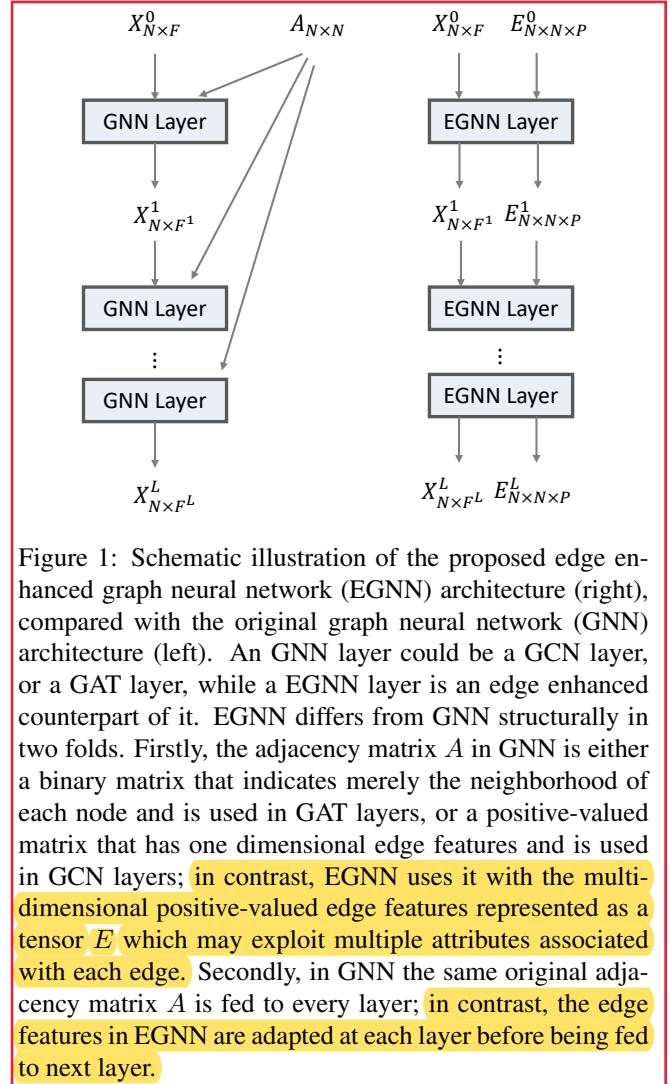 X^0_{N×F} A_{N×N} X^0_{N×F} E^0_{N×N×P}
GNN Layer EGNN Layer
X^1_{N×F^1} X^1_{N×F^1} E^1_{N×N×P}
GNN Layer EGNN Layer
⋮ ⋮
GNN Layer EGNN Layer
X^L_{N×F^L} X^L_{N×F^L} E^L_{N×N×P}
Figure 1: Schematic illustration of the proposed edge en-
hanced graph neural network (EGNN) architecture (right),
compared with the original graph neural network (GNN)
architecture (left). An GNN layer could be a GCN layer,
or a GAT layer, while a EGNN layer is an edge enhanced
counterpart of it. EGNN differs from GNN structurally in
two folds. Firstly, the adjacency matrix A in GNN is either
a binary matrix that indicates merely the neighborhood of
each node and is used in GAT layers, or a positive-valued
matrix that has one dimensional edge features and is used
in GCN layers; in contrast, EGNN uses it with the multi-
dimensional positive-valued edge features represented as a
tensor E which may exploit multiple attributes associated
with each edge. Secondly, in GNN the same original adja-
cency matrix A is fed to every layer; in contrast, the edge
features in EGNN are adapted at each layer before being fed
to next layer.